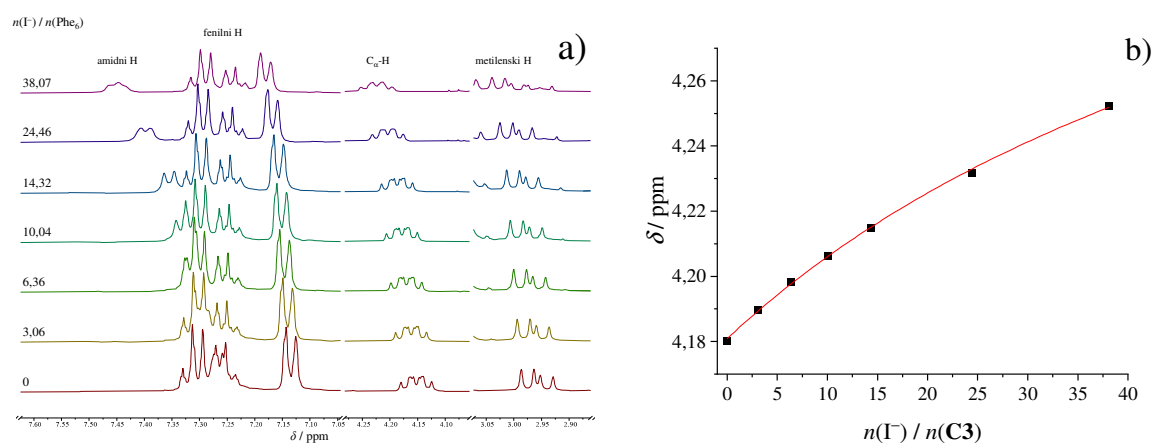 n(I⁻) / n(Phe₆)
a)
fenilni H
amidni H
Cα-H
metilenski H
38,07
24,46
14,32
10,04
6,36
3,06
0
7.60 7.55 7.50 7.45 7.40 7.35 7.30 7.25 7.20 7.15 7.10 7.05 4.25 4.20 4.15 4.10 3.05 3.00 2.95 2.90
δ / ppm
b)
4,26
4,24
4,22
4,20
4,18
δ / ppm
0 5 10 15 20 25 30 35 40
n(I⁻) / n(C3)